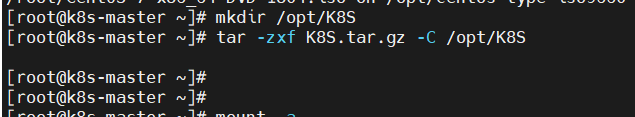 [root@k8s-master ~]# mkdir /opt/K8S
[root@k8s-master ~]# tar -zxf K8S.tar.gz -C /opt/K8S
[root@k8s-master ~]#
[root@k8s-master ~]#
[root@k8s-master ~]# mount -a